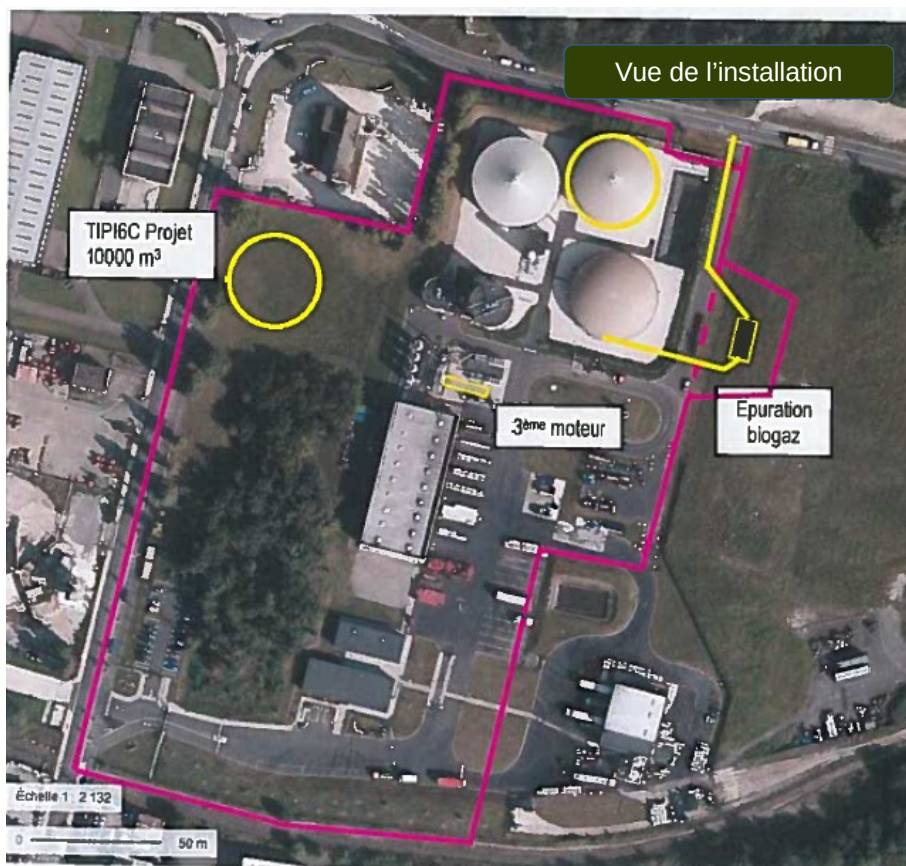 Vue de l'installation
TIPI6C Projet
10000 m³
3ème moteur
Epuration
biogaz
Échelle 1 : 2 132
0 50 m